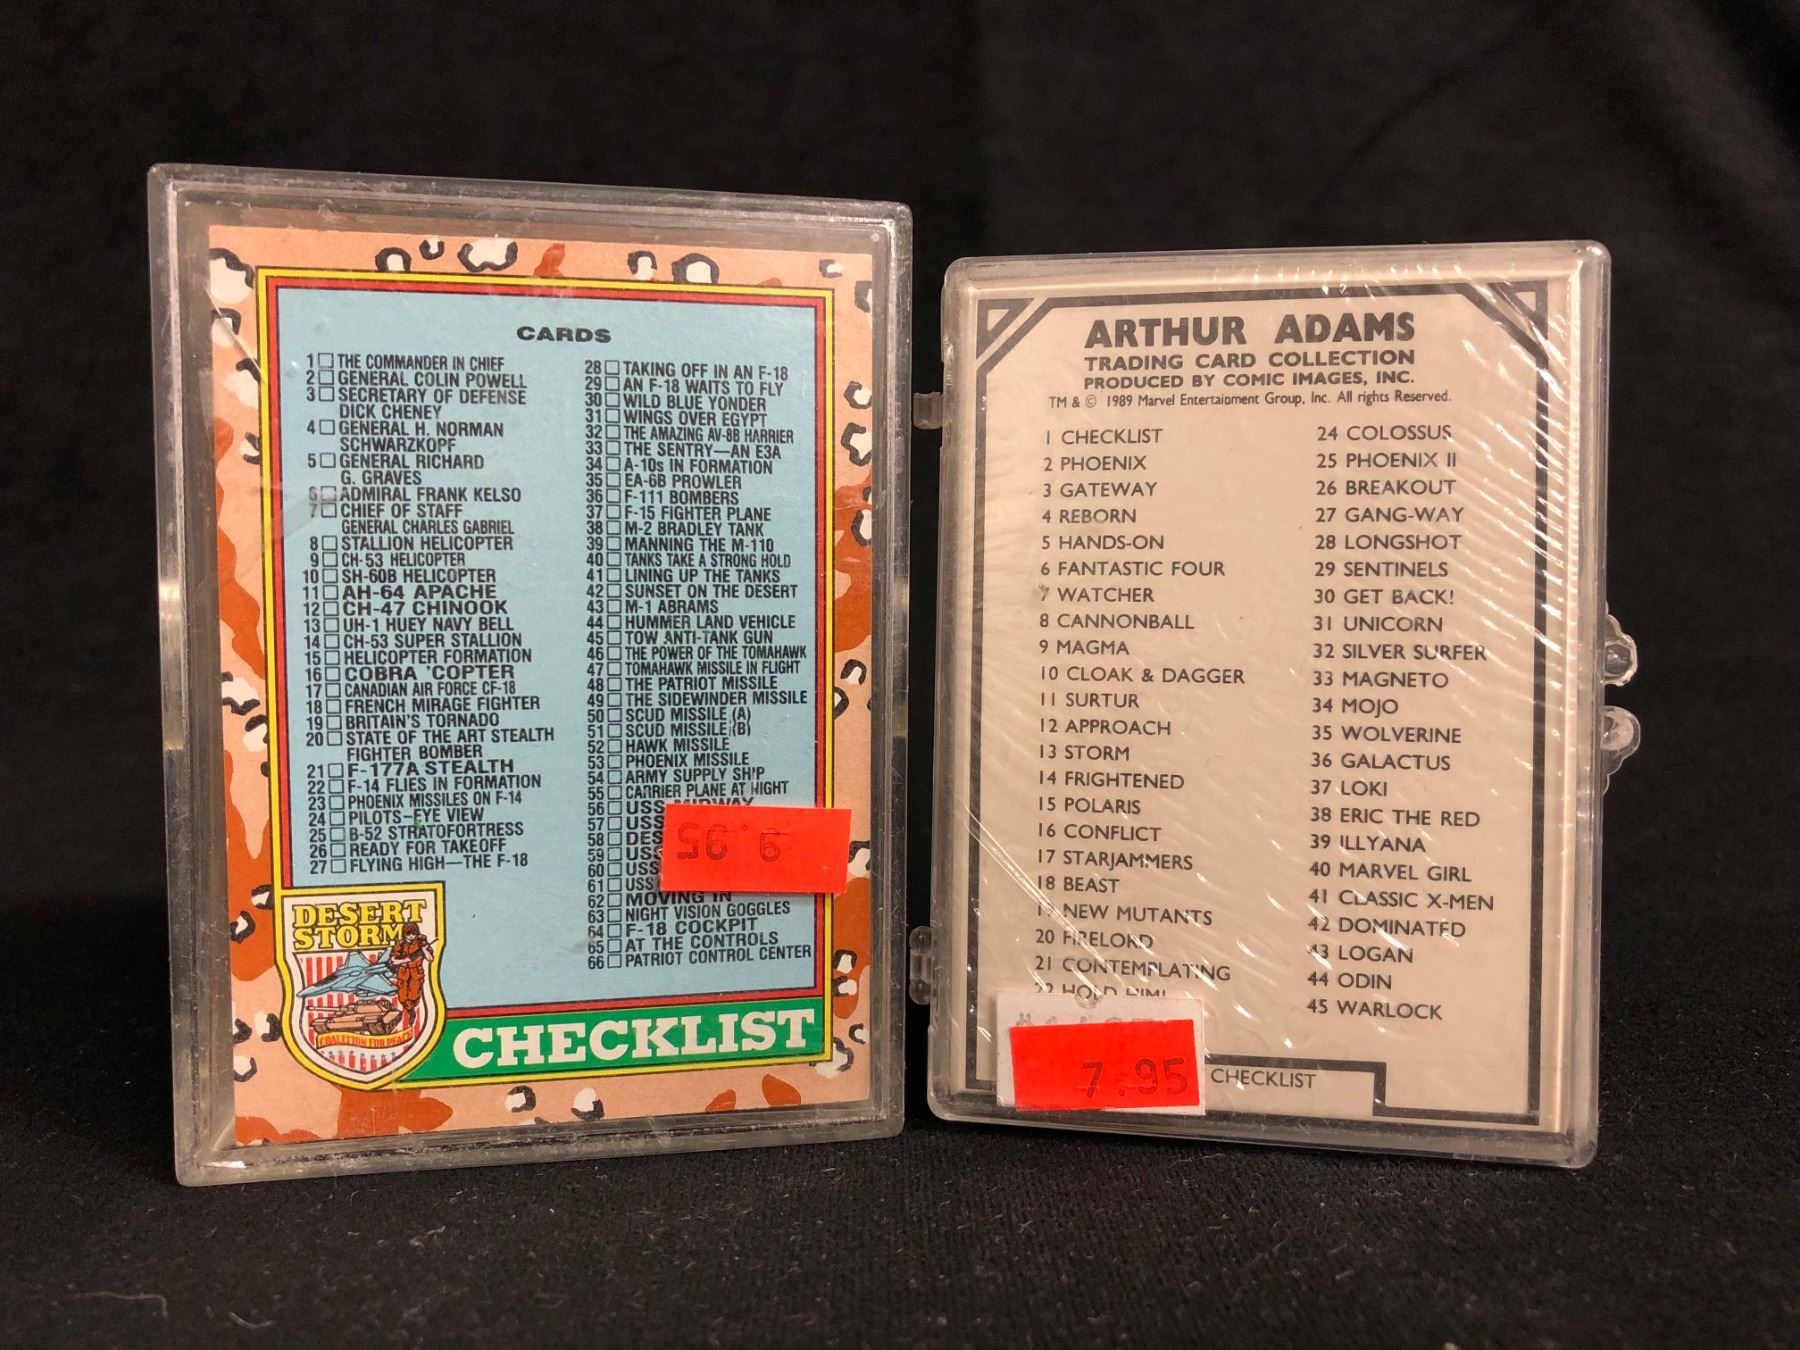 CARDS
1 THE COMMANDER IN CHIEF
2 GENERAL COLIN POWELL
3 SECRETARY OF DEFENSE
DICK CHENEY
4 GENERAL H. NORMAN
SCHWARZKOPF
5 GENERAL RICHARD
G. GRAVES
6 ADMIRAL FRANK KELSO
7 CHIEF OF STAFF
GENERAL CHARLES GABRIEL
8 STALLION HELICOPTER
9 CH-53 HELICOPTER
10 SH-60B HELICOPTER
11 AH-64 APACHE
12 CH-47 CHINOOK
13 UH-1 HUEY NAVY BELL
14 CH-53 SUPER STALLION
15 HELICOPTER FORMATION
16 COBRA 'COPTER
17 CANADIAN AIR FORCE CF-18
18 FRENCH MIRAGE FIGHTER
19 BRITAIN'S TORNADO
20 STATE OF THE ART STEALTH
FIGHTER BOMBER
21 F-177A STEALTH
22 F-14 FLIES IN FORMATION
23 PHOENIX MISSILES ON F-14
24 PILOTS-EYE VIEW
25 B-52 STRATOFORTRESS
26 READY FOR TAKEOFF
27 FLYING HIGH—THE F-18
28 TAKING OFF IN AN F-18
29 AN F-18 WAITS TO FLY
30 WILD BLUE YONDER
31 WINGS OVER EGYPT
32 THE AMAZING AV-8B HARRIER
33 THE SENTRY—AN E3A
34 A-10s IN FORMATION
35 EA-6B PROWLER
36 F-111 BOMBERS
37 F-15 FIGHTER PLANE
38 M-2 BRADLEY TANK
39 MANNING THE M-110
40 TANKS TAKE A STRONG HOLD
41 LINING UP THE TANKS
42 SUNSET ON THE DESERT
43 M-1 ABRAMS
44 HUMMER LAND VEHICLE
45 TOW ANTI-TANK GUN
46 THE POWER OF THE TOMAHAWK
47 TOMAHAWK MISSILE IN FLIGHT
48 THE PATRIOT MISSILE
49 THE SIDEWINDER MISSILE
50 SCUD MISSILE (A)
51 SCUD MISSILE (B)
52 HAWK MISSILE
53 PHOENIX MISSILE
54 ARMY SUPPLY SHIP
55 CARRIER PLANE AT NIGHT
56 USS MIDWAY
57 USS
58 DES
59 USS
60 USS
61 USS
62 MOVING IN
63 NIGHT VISION GOGGLES
64 F-18 COCKPIT
65 AT THE CONTROLS
66 PATRIOT CONTROL CENTER
9.95
DESERT
STORM
COALITION FOR PEACE
CHECKLIST
ARTHUR ADAMS
TRADING CARD COLLECTION
PRODUCED BY COMIC IMAGES, INC.
TM & © 1989 Marvel Entertainment Group, Inc. All rights Reserved.
1 CHECKLIST
2 PHOENIX
3 GATEWAY
4 REBORN
5 HANDS-ON
6 FANTASTIC FOUR
7 WATCHER
8 CANNONBALL
9 MAGMA
10 CLOAK & DAGGER
11 SURTUR
12 APPROACH
13 STORM
14 FRIGHTENED
15 POLARIS
16 CONFLICT
17 STARJAMMERS
18 BEAST
19 NEW MUTANTS
20 FIRELORD
21 CONTEMPLATING
22 HOLD HIM!
24 COLOSSUS
25 PHOENIX II
26 BREAKOUT
27 GANG-WAY
28 LONGSHOT
29 SENTINELS
30 GET BACK!
31 UNICORN
32 SILVER SURFER
33 MAGNETO
34 MOJO
35 WOLVERINE
36 GALACTUS
37 LOKI
38 ERIC THE RED
39 ILLYANA
40 MARVEL GIRL
41 CLASSIC X-MEN
42 DOMINATED
43 LOGAN
44 ODIN
45 WARLOCK
7.95
CHECKLIST